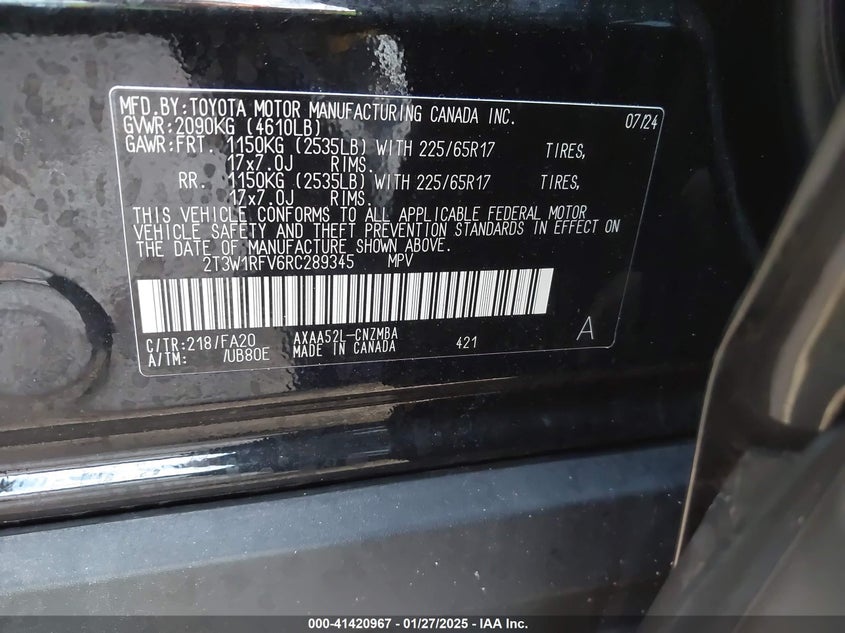 MFD.BY:TOYOTA MOTOR MANUFACTURING CANADA INC. 07/24
GVWR:2090KG (4610LB)
GAWR:FRT. 1150KG (2535LB) WITH 225/65R17 TIRES,
17x7.0J RIMS.
RR. 1150KG (2535LB) WITH 225/65R17 TIRES,
17x7.0J RIMS.
THIS VEHICLE CONFORMS TO ALL APPLICABLE FEDERAL MOTOR
VEHICLE SAFETY AND THEFT PREVENTION STANDARDS IN EFFECT ON
THE DATE OF MANUFACTURE SHOWN ABOVE.
2T3W1RFV6RC289345 MPV
C/TR:218/FA20 AXAA52L-CNZMBA 421 A
A/TM: /UB80E MADE IN CANADA
000-41420967 - 01/27/2025 - IAA Inc.